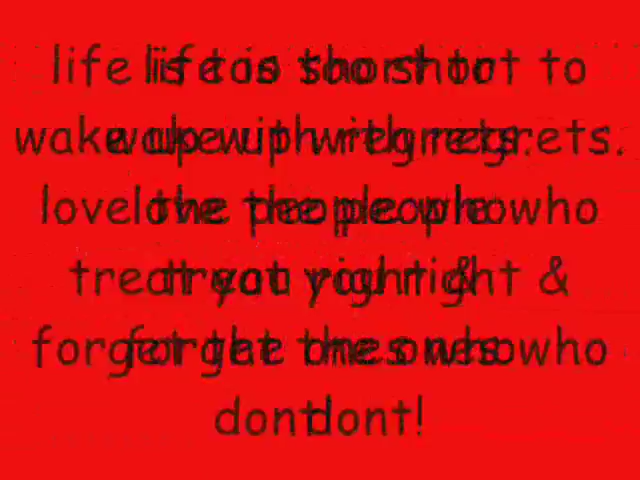 life is too short to
wake up with regrets.
love the people who
treat you right &
forget the ones who
dont!